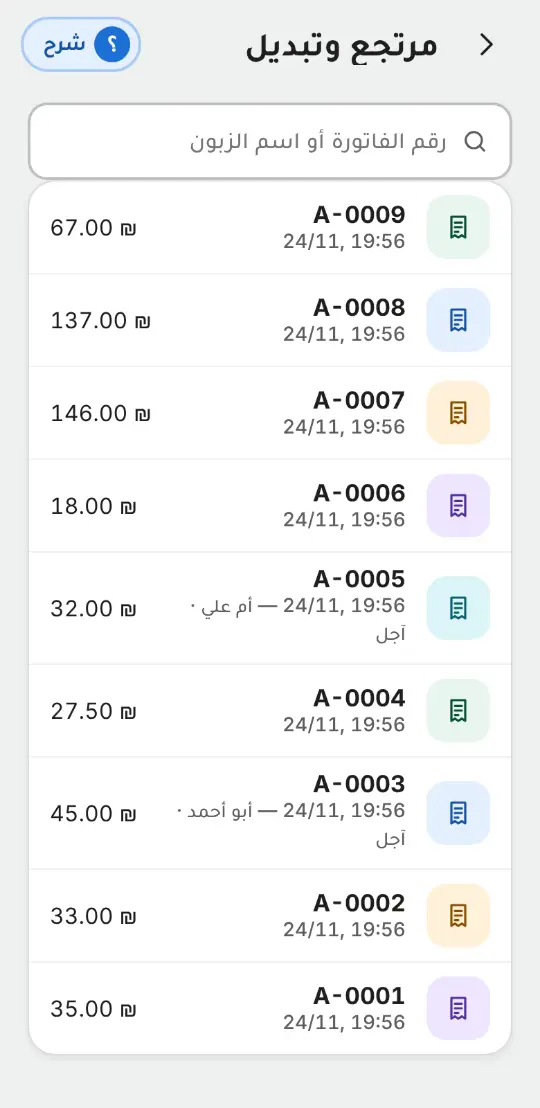 مرتجع وتبديل
؟ شرح
رقم الفاتورة أو اسم الزبون
A-0009
24/11, 19:56
67.00 ₪
A-0008
24/11, 19:56
137.00 ₪
A-0007
24/11, 19:56
146.00 ₪
A-0006
24/11, 19:56
18.00 ₪
A-0005
24/11, 19:56 — أم علي ·
آجل
32.00 ₪
A-0004
24/11, 19:56
27.50 ₪
A-0003
24/11, 19:56 — أبو أحمد ·
آجل
45.00 ₪
A-0002
24/11, 19:56
33.00 ₪
A-0001
24/11, 19:56
35.00 ₪